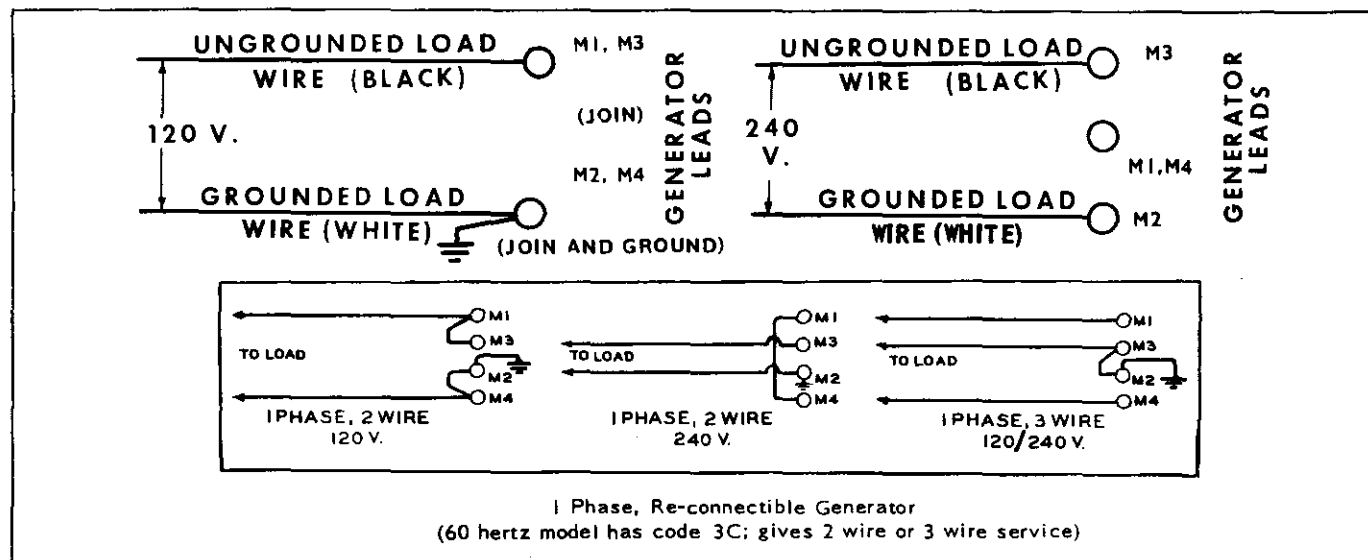 UNGROUNDED LOAD
WIRE (BLACK)
M1, M3
(JOIN)
120 V.
M2, M4
GENERATOR
LEADS
GROUNDED LOAD
WIRE (WHITE)
(JOIN AND GROUND)
UNGROUNDED LOAD
WIRE (BLACK)
M3
240
V.
M1, M4
GENERATOR
LEADS
GROUNDED LOAD
WIRE (WHITE)
M2
M1
M3
TO LOAD
M2
M4
1 PHASE, 2 WIRE
120 V.
M1
M3
TO LOAD
M2
M4
1 PHASE, 2 WIRE
240 V.
M1
M3
TO LOAD
M2
M4
1 PHASE, 3 WIRE
120/240 V.
1 Phase, Re-connectible Generator
(60 hertz model has code 3C; gives 2 wire or 3 wire service)